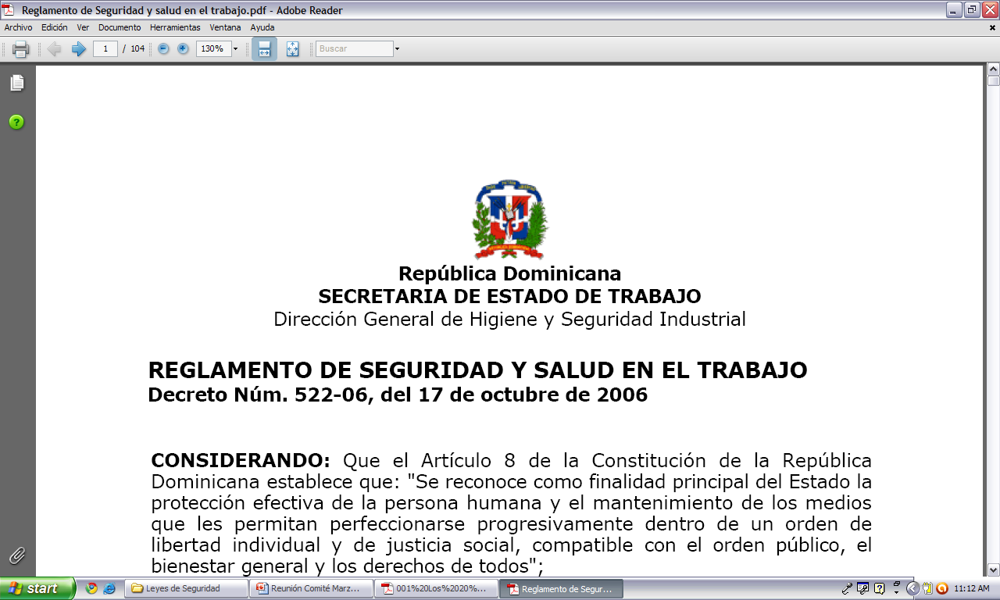 Reglamento de Seguridad y salud en el trabajo.pdf - Adobe Reader
Archivo Edición Ver Documento Herramientas Ventana Ayuda
1 / 104 130% Buscar
República Dominicana
SECRETARIA DE ESTADO DE TRABAJO
Dirección General de Higiene y Seguridad Industrial
REGLAMENTO DE SEGURIDAD Y SALUD EN EL TRABAJO
Decreto Núm. 522-06, del 17 de octubre de 2006
CONSIDERANDO: Que el Artículo 8 de la Constitución de la República
Dominicana establece que: "Se reconoce como finalidad principal del Estado la
protección efectiva de la persona humana y el mantenimiento de los medios
que les permitan perfeccionarse progresivamente dentro de un orden de
libertad individual y de justicia social, compatible con el orden público, el
bienestar general y los derechos de todos";
start Leyes de Seguridad Reunión Comité Marz... 001%20Los%2020%... Reglamento de Segur... 11:12 AM